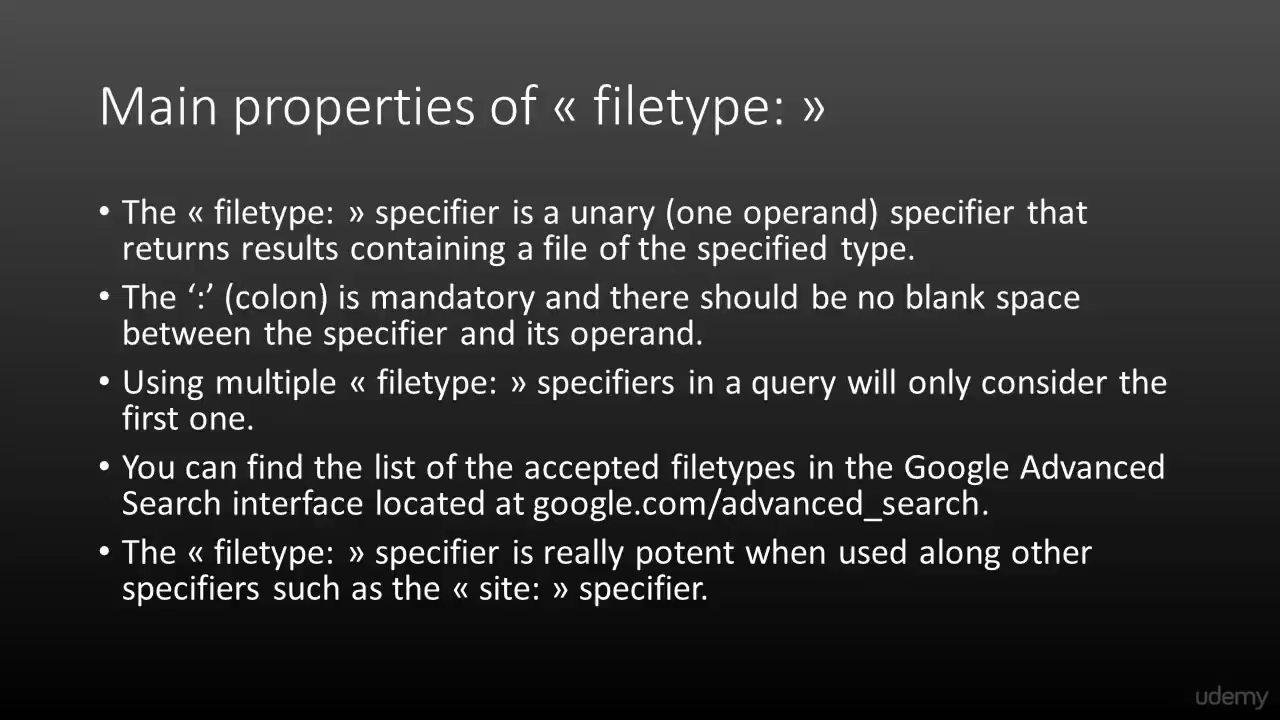 Main properties of « filetype: »
• The « filetype: » specifier is a unary (one operand) specifier that
returns results containing a file of the specified type.
• The ‘:’ (colon) is mandatory and there should be no blank space
between the specifier and its operand.
• Using multiple « filetype: » specifiers in a query will only consider the
first one.
• You can find the list of the accepted filetypes in the Google Advanced
Search interface located at google.com/advanced_search.
• The « filetype: » specifier is really potent when used along other
specifiers such as the « site: » specifier.
udemy